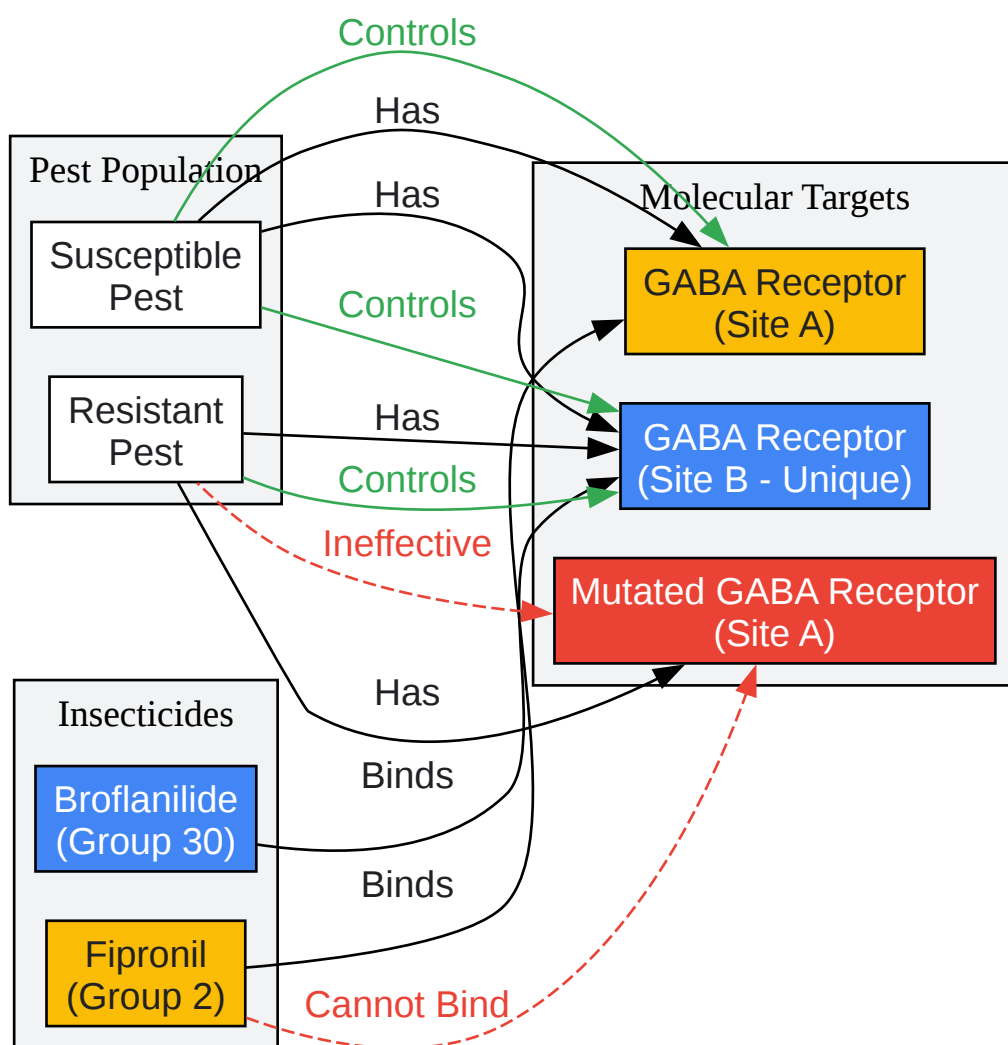 Controls
Has
Pest Population
Has
Molecular Targets
Susceptible
Pest
GABA Receptor
(Site A)
Controls
Resistant
Pest
Has
GABA Receptor
(Site B - Unique)
Controls
Ineffective
Mutated GABA Receptor
(Site A)
Has
Insecticides
Binds
Broflanilide
(Group 30)
Binds
Fipronil
(Group 2)
Cannot Bind